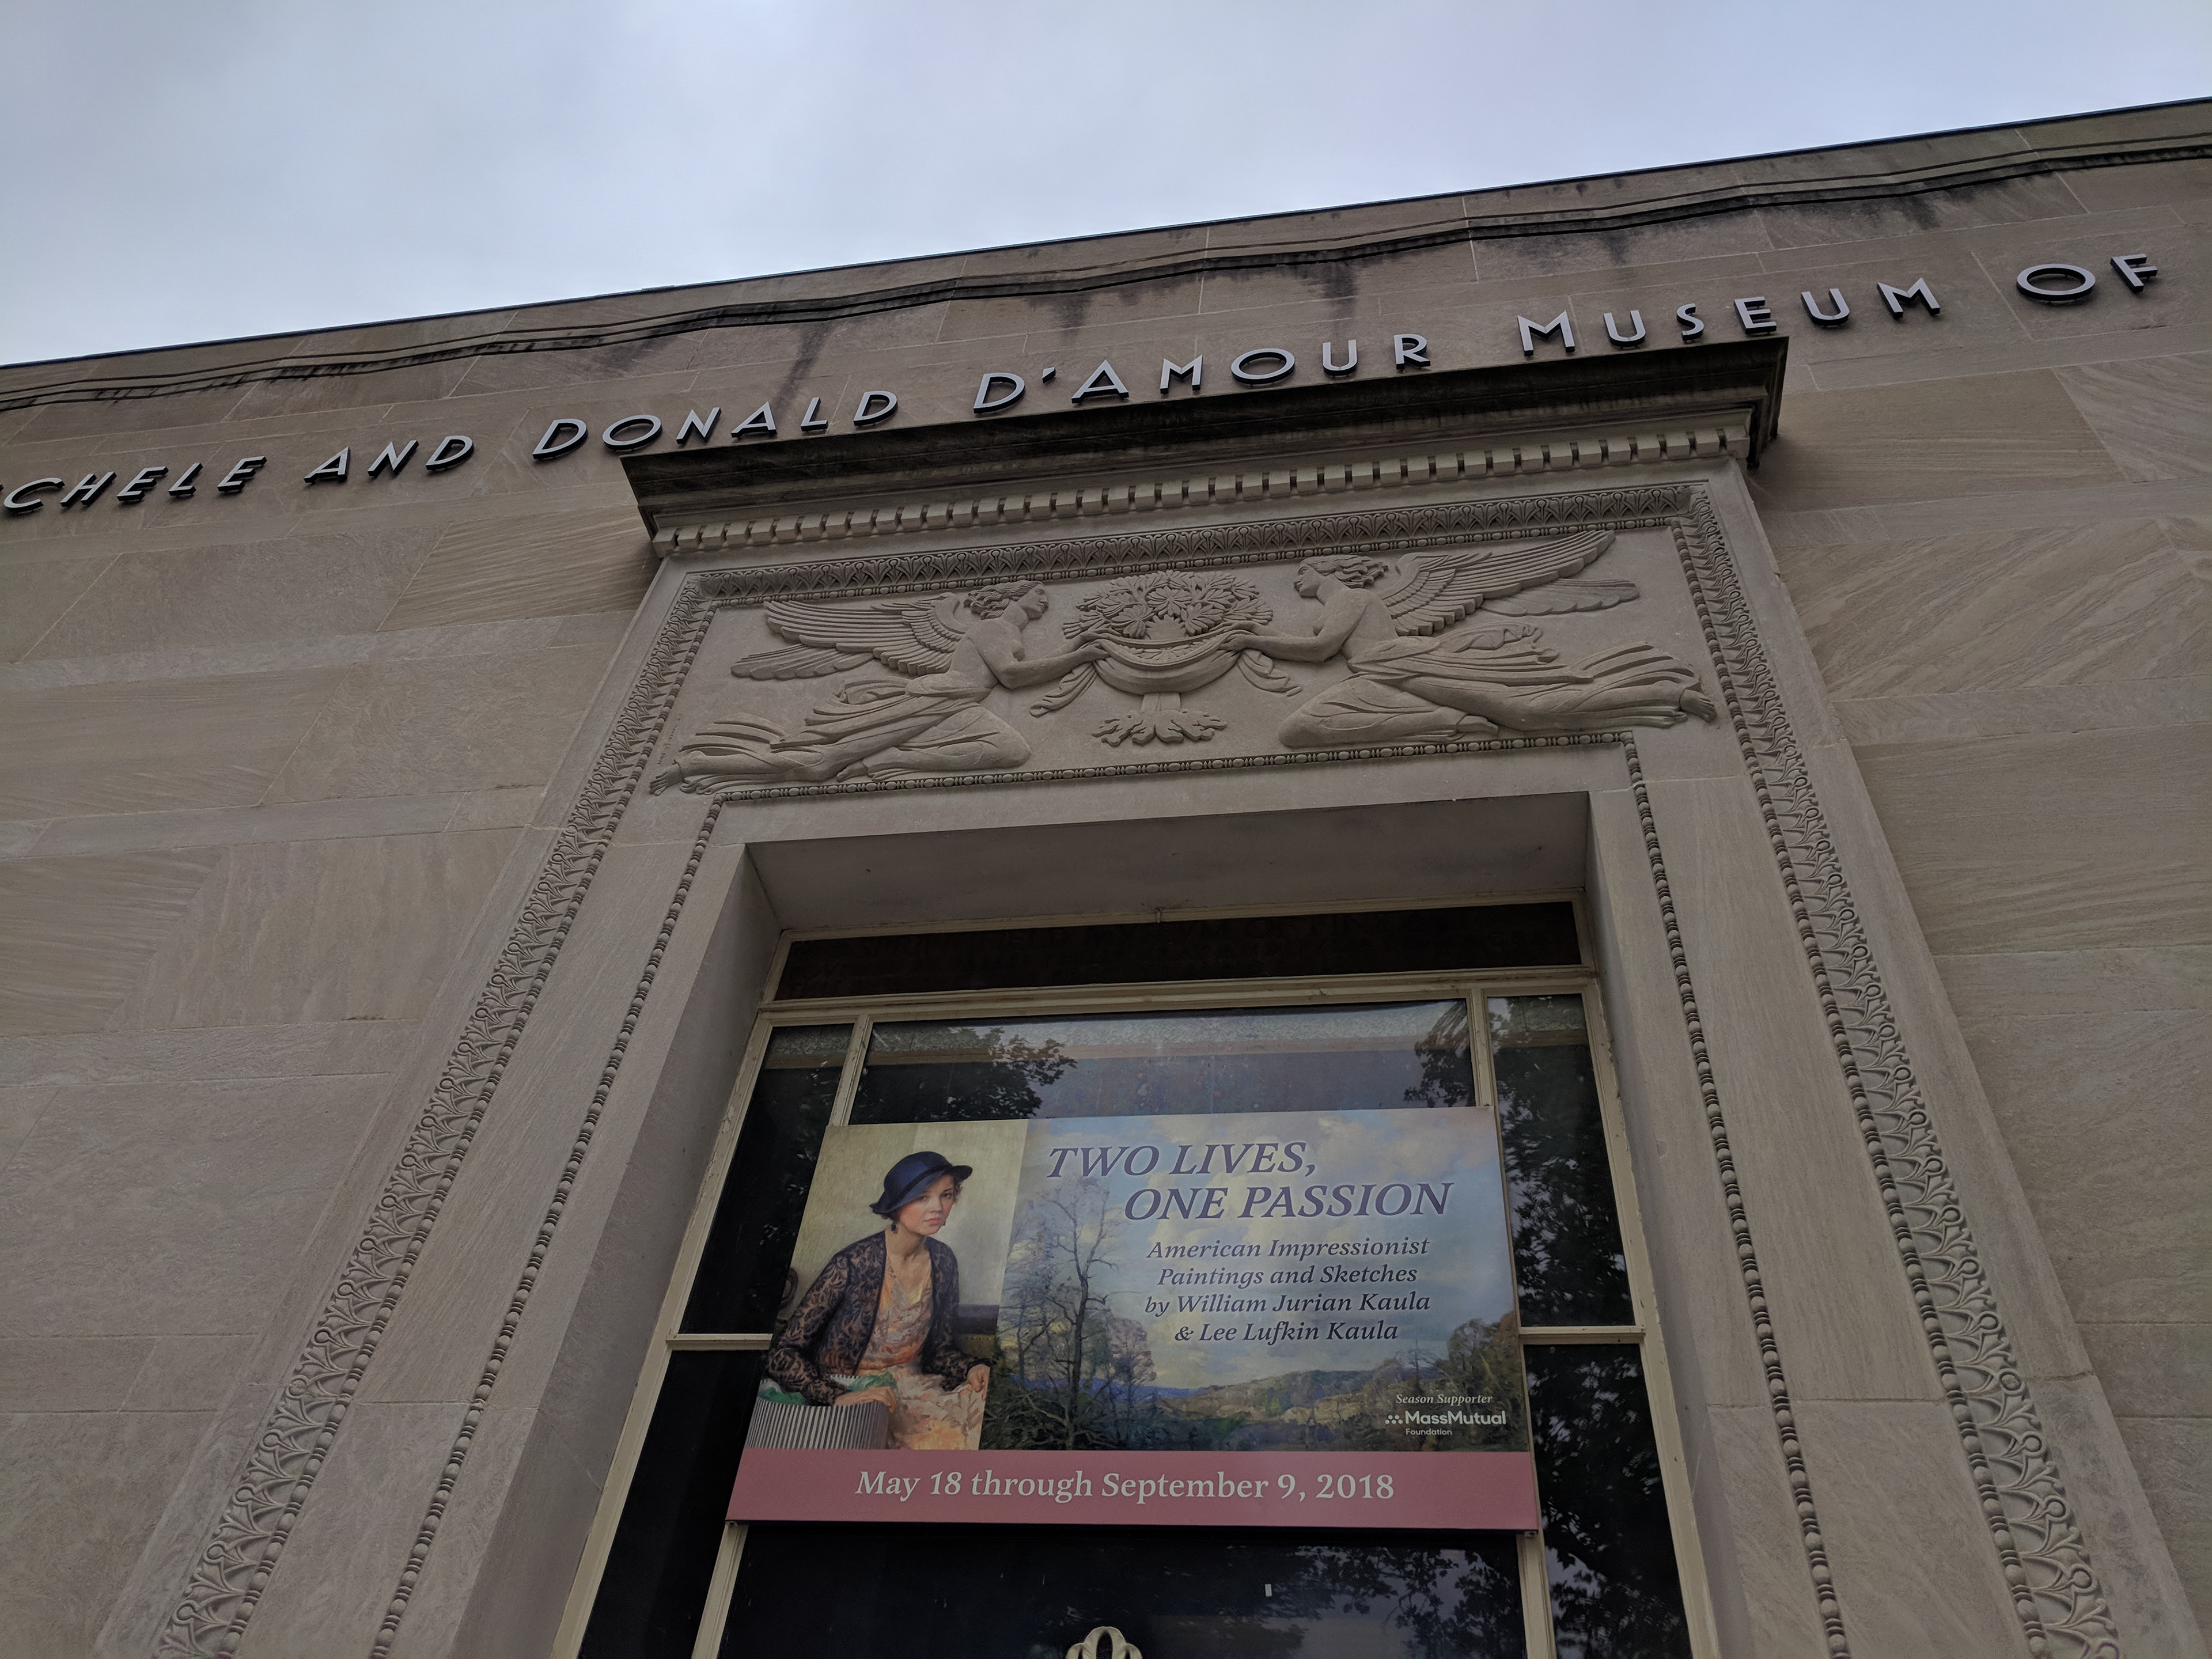 CHELE AND DONALD D'AMOUR MUSEUM OF
TWO LIVES,
ONE PASSION
American Impressionist
Paintings and Sketches
by William Jurian Kaula
& Lee Lufkin Kaula
Season Supporter
MassMutual
Foundation
May 18 through September 9, 2018